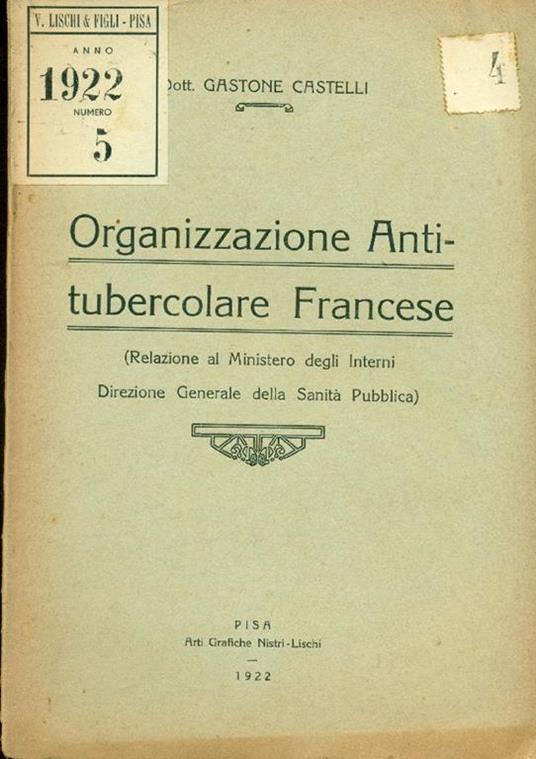 V. LISCHI & FIGLI - PISA
ANNO
1922
NUMERO
5
4
Dott. GASTONE CASTELLI
Organizzazione Anti-
tubercolare Francese
(Relazione al Ministero degli Interni
Direzione Generale della Sanità Pubblica)
PISA
Arti Grafiche Nistri-Lischi
—
1922